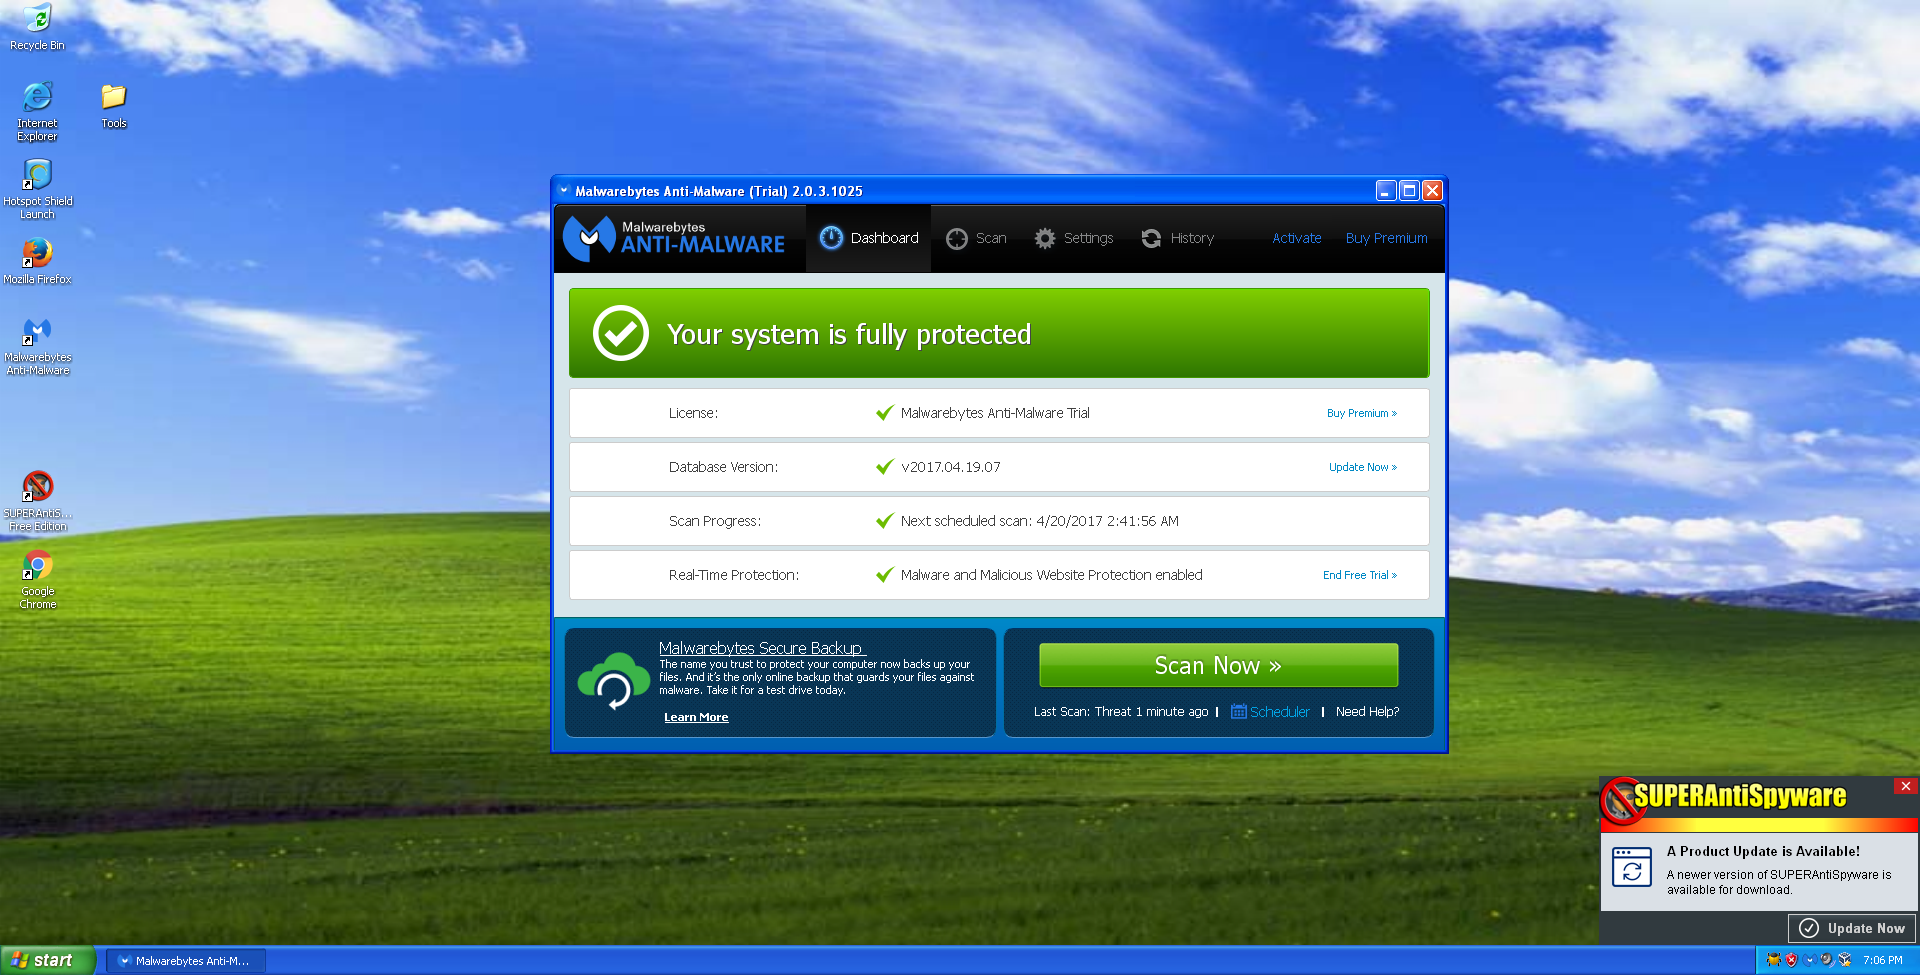 Recycle Bin
Internet
Explorer
Tools
Hotspot Shield
Launch
Mozilla Firefox
Malwarebytes
Anti-Malware
SUPERAntiS...
Free Edition
Google
Chrome
Malwarebytes Anti-Malware (Trial) 2.0.3.1025
Malwarebytes
ANTI-MALWARE
Dashboard
Scan
Settings
History
Activate
Buy Premium
Your system is fully protected
License:
Malwarebytes Anti-Malware Trial
Buy Premium »
Database Version:
v2017.04.19.07
Update Now »
Scan Progress:
Next scheduled scan: 4/20/2017 2:41:56 AM
Real-Time Protection:
Malware and Malicious Website Protection enabled
End Free Trial »
Malwarebytes Secure Backup
The name you trust to protect your computer now backs up your
files. And it's the only online backup that guards your files against
malware. Take it for a test drive today.
Learn More
Scan Now »
Last Scan: Threat 1 minute ago
Scheduler
Need Help?
SUPERAntiSpyware
A Product Update is Available!
A newer version of SUPERAntiSpyware is
available for download.
Update Now
start
Malwarebytes Anti-M...
7:06 PM